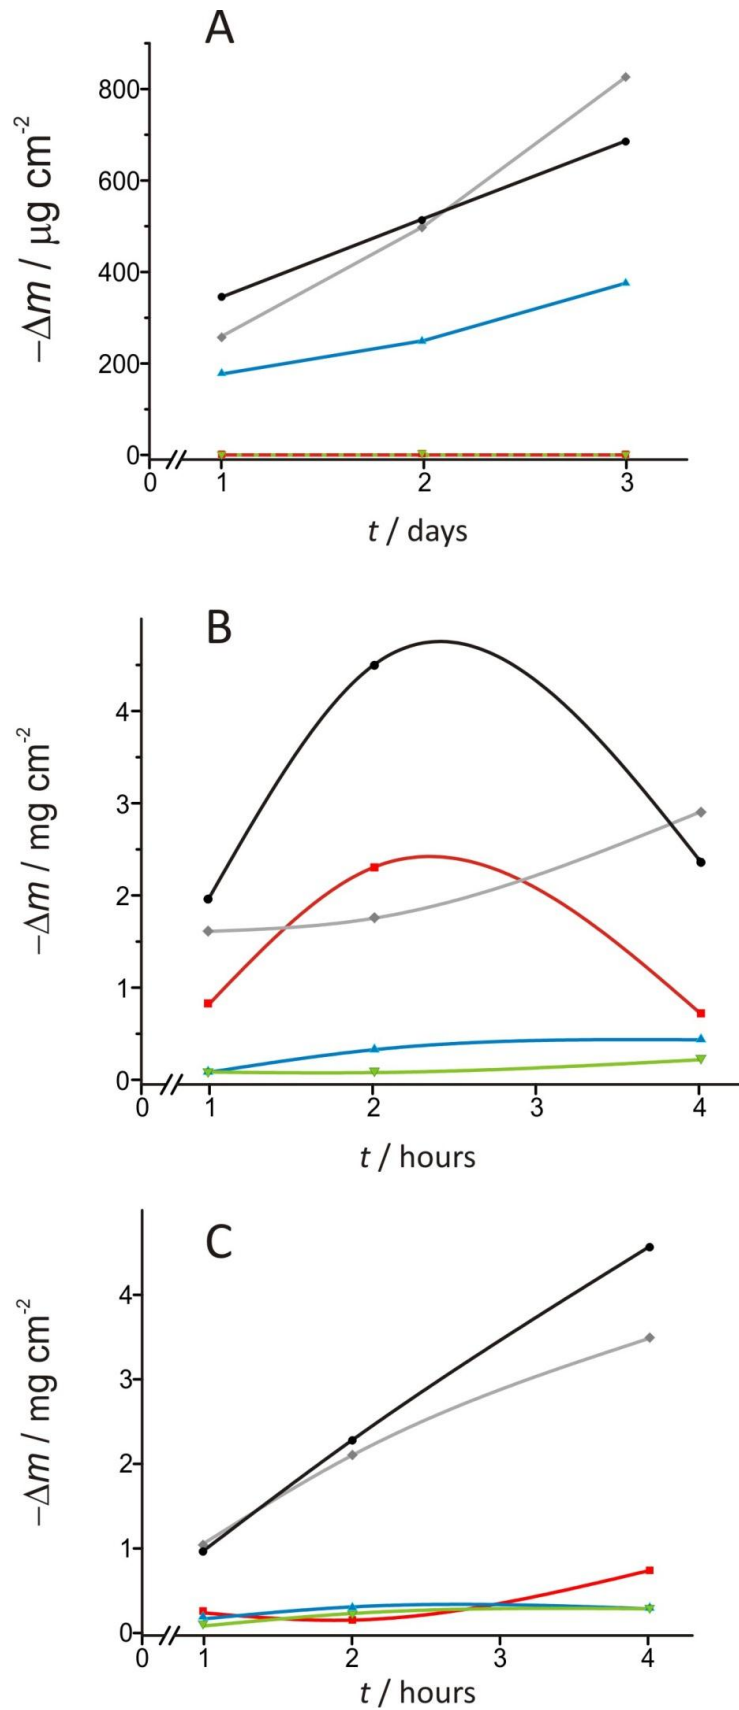 A
800
600
400
200
0
−Δm / μg cm⁻²
0 1 2 3
t / days
B
4
3
2
1
0
−Δm / mg cm⁻²
0 1 2 3 4
t / hours
C
4
3
2
1
0
−Δm / mg cm⁻²
0 1 2 3 4
t / hours